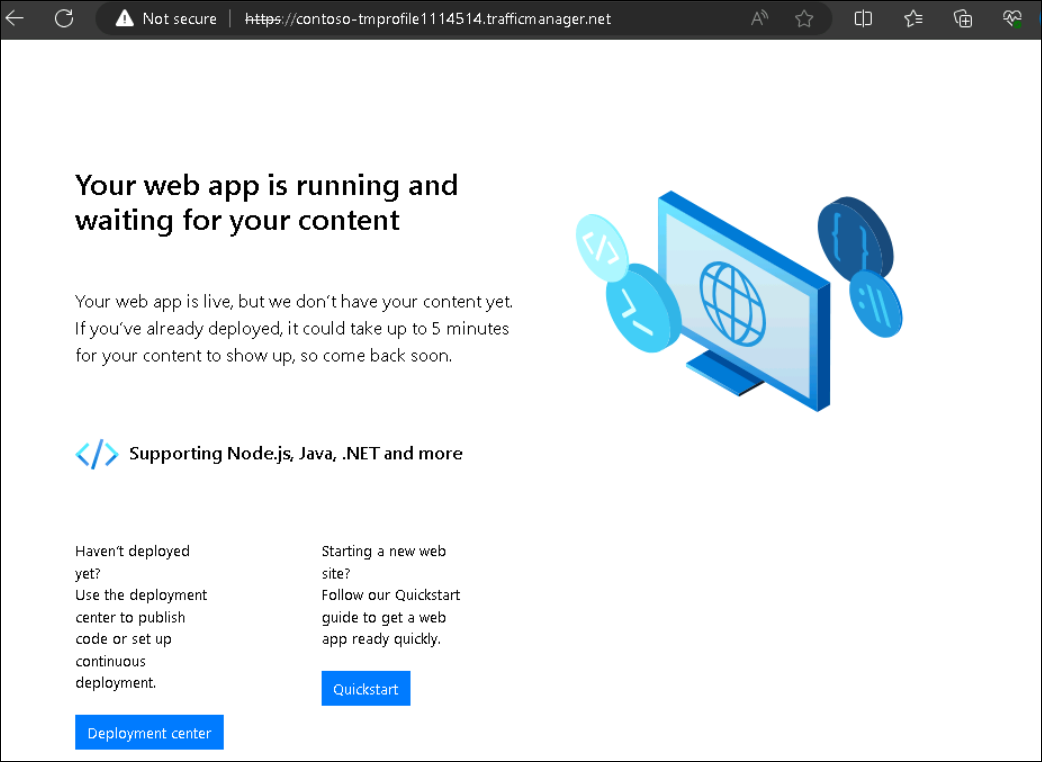 Not secure | https://contoso-tmprofile1114514.trafficmanager.net
Your web app is running and
waiting for your content
Your web app is live, but we don't have your content yet.
If you've already deployed, it could take up to 5 minutes
for your content to show up, so come back soon.
</> Supporting Node.js, Java, .NET and more
Haven't deployed
yet?
Use the deployment
center to publish
code or set up
continuous
deployment.
Deployment center
Starting a new web
site?
Follow our Quickstart
guide to get a web
app ready quickly.
Quickstart